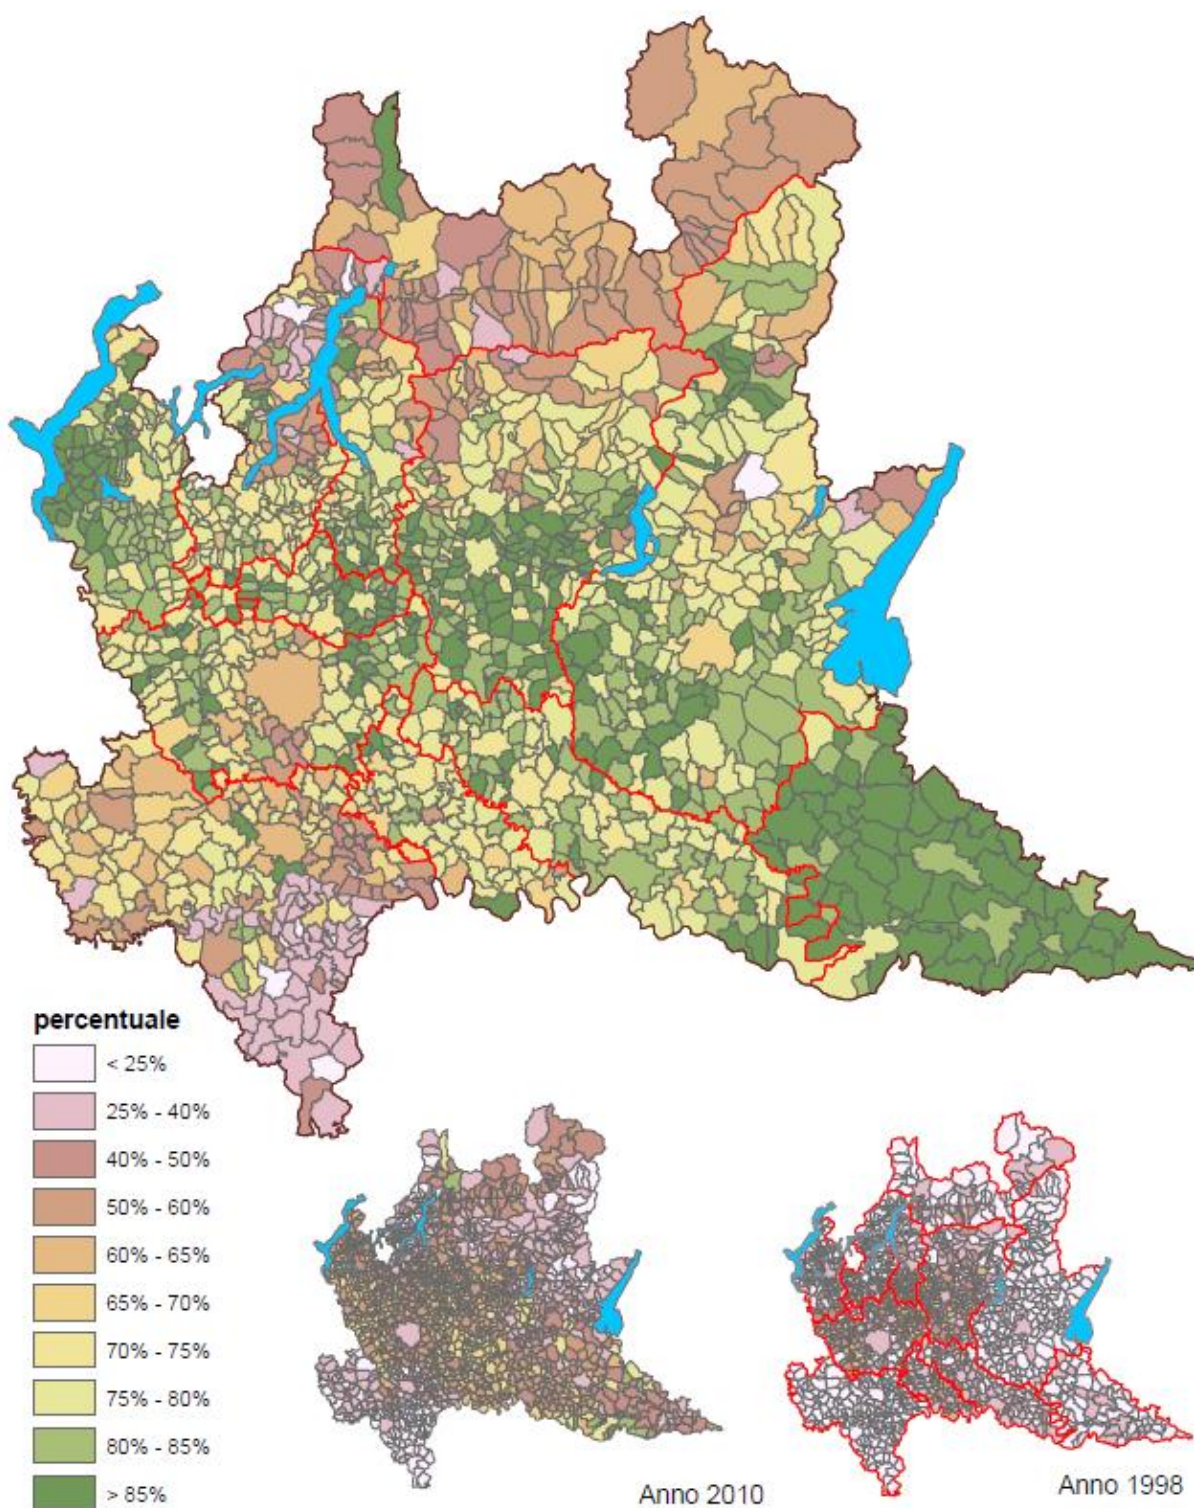 percentuale
< 25%
25% - 40%
40% - 50%
50% - 60%
60% - 65%
65% - 70%
70% - 75%
75% - 80%
80% - 85%
> 85%
Anno 2010
Anno 1998